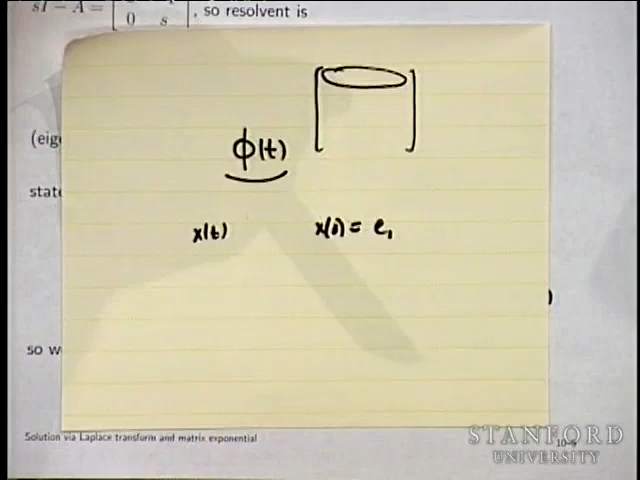 sI − A = [ 0 s ], so resolvent is
(eig
Φ(t)
state
x(t) x(0) = e₁
so w
Solution via Laplace transform and matrix exponential
STANFORD
UNIVERSITY